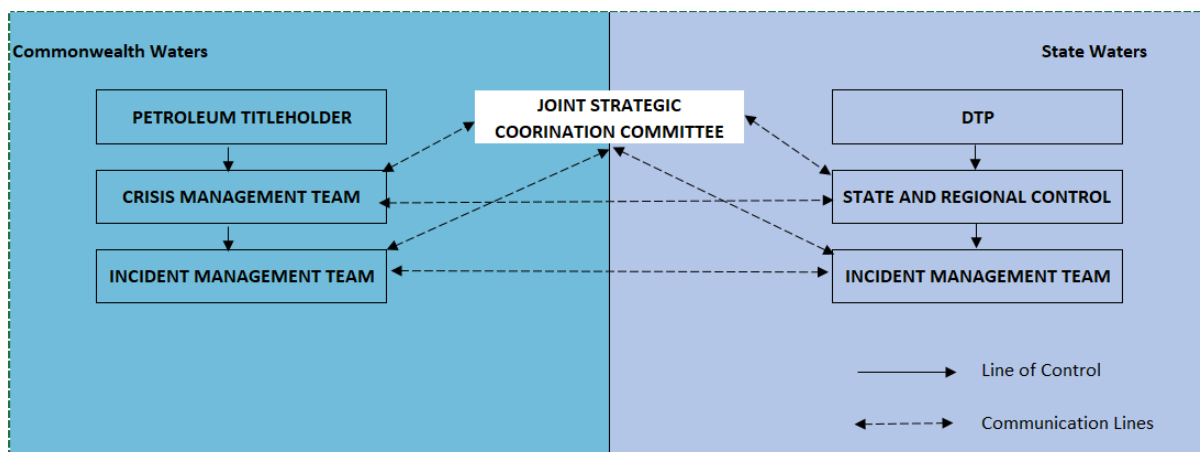 Commonwealth Waters
State Waters
PETROLEUM TITLEHOLDER
JOINT STRATEGIC
COORINATION COMMITTEE
DTP
CRISIS MANAGEMENT TEAM
STATE AND REGIONAL CONTROL
INCIDENT MANAGEMENT TEAM
INCIDENT MANAGEMENT TEAM
Line of Control
Communication Lines